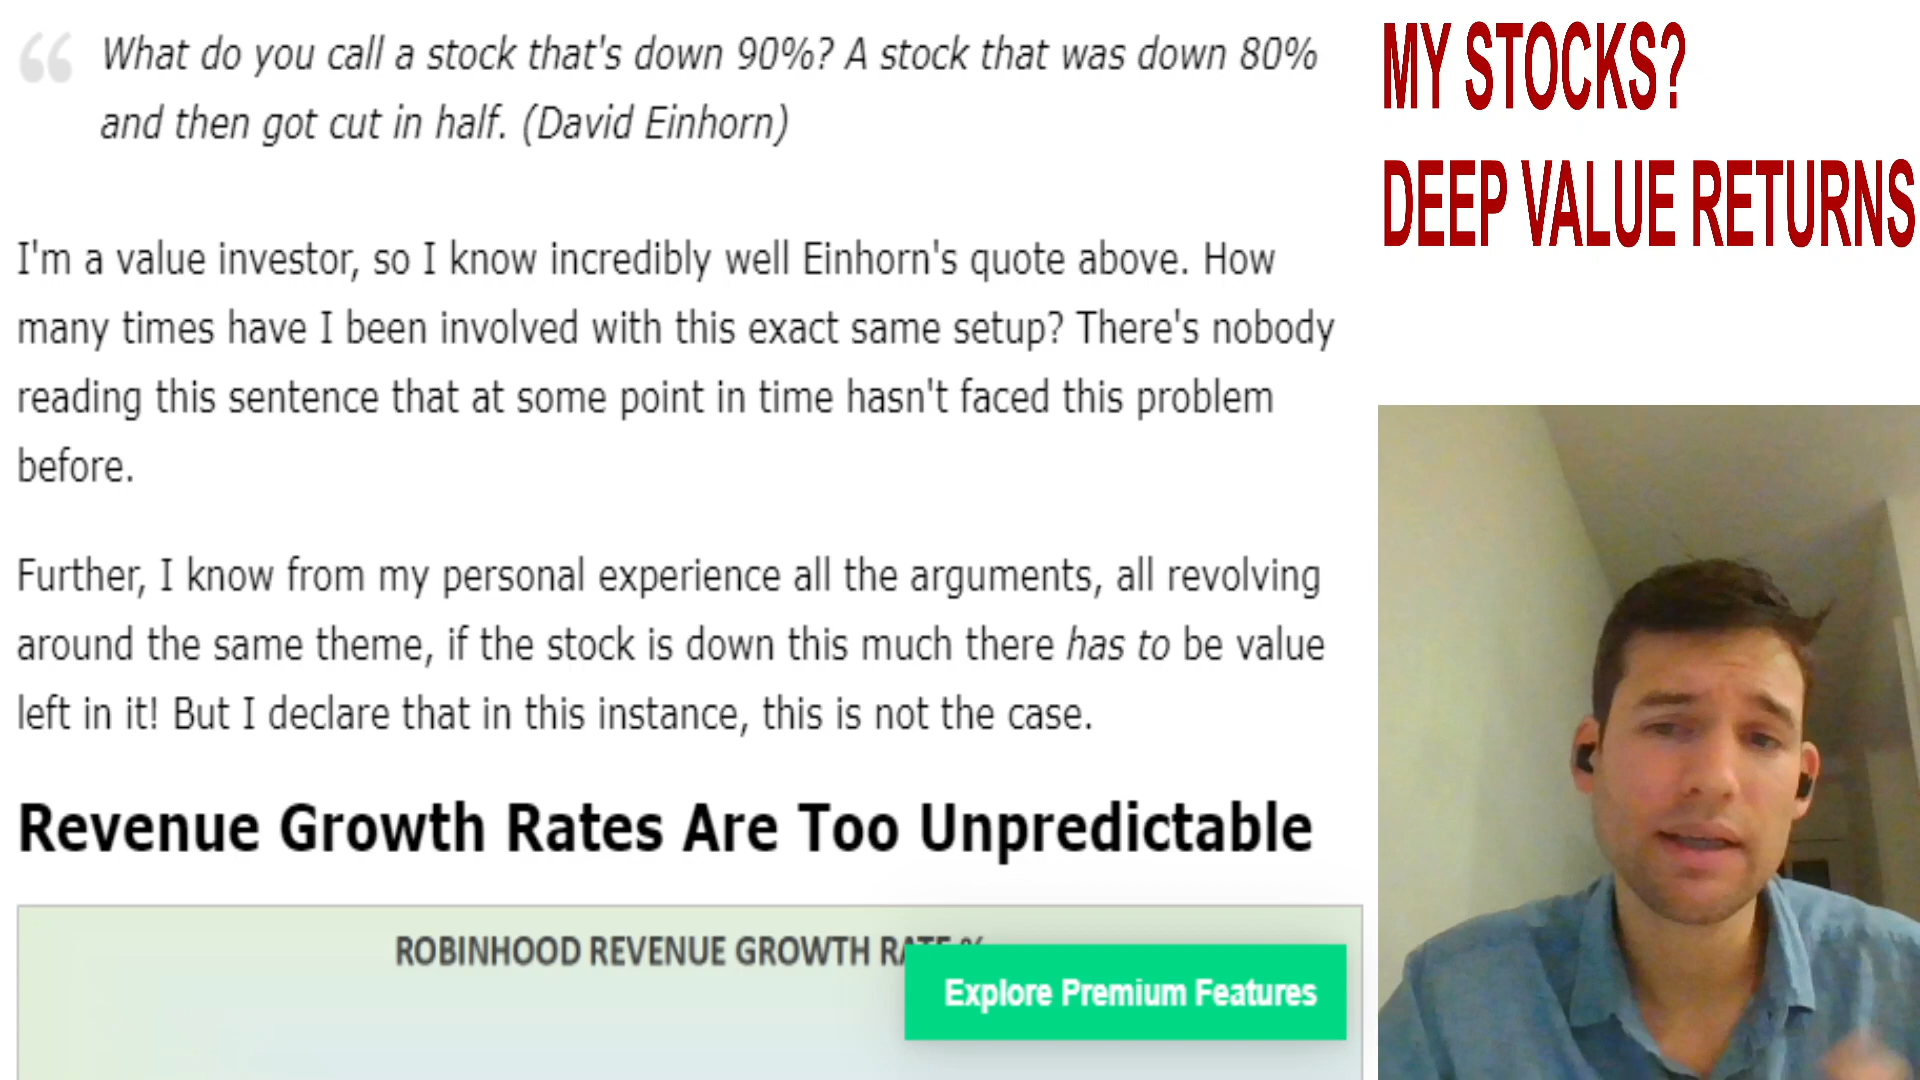 What do you call a stock that's down 90%? A stock that was down 80%
and then got cut in half. (David Einhorn)
I'm a value investor, so I know incredibly well Einhorn's quote above. How
many times have I been involved with this exact same setup? There's nobody
reading this sentence that at some point in time hasn't faced this problem
before.
Further, I know from my personal experience all the arguments, all revolving
around the same theme, if the stock is down this much there has to be value
left in it! But I declare that in this instance, this is not the case.
Revenue Growth Rates Are Too Unpredictable
ROBINHOOD REVENUE GROWTH RATE %
Explore Premium Features
MY STOCKS?
DEEP VALUE RETURNS